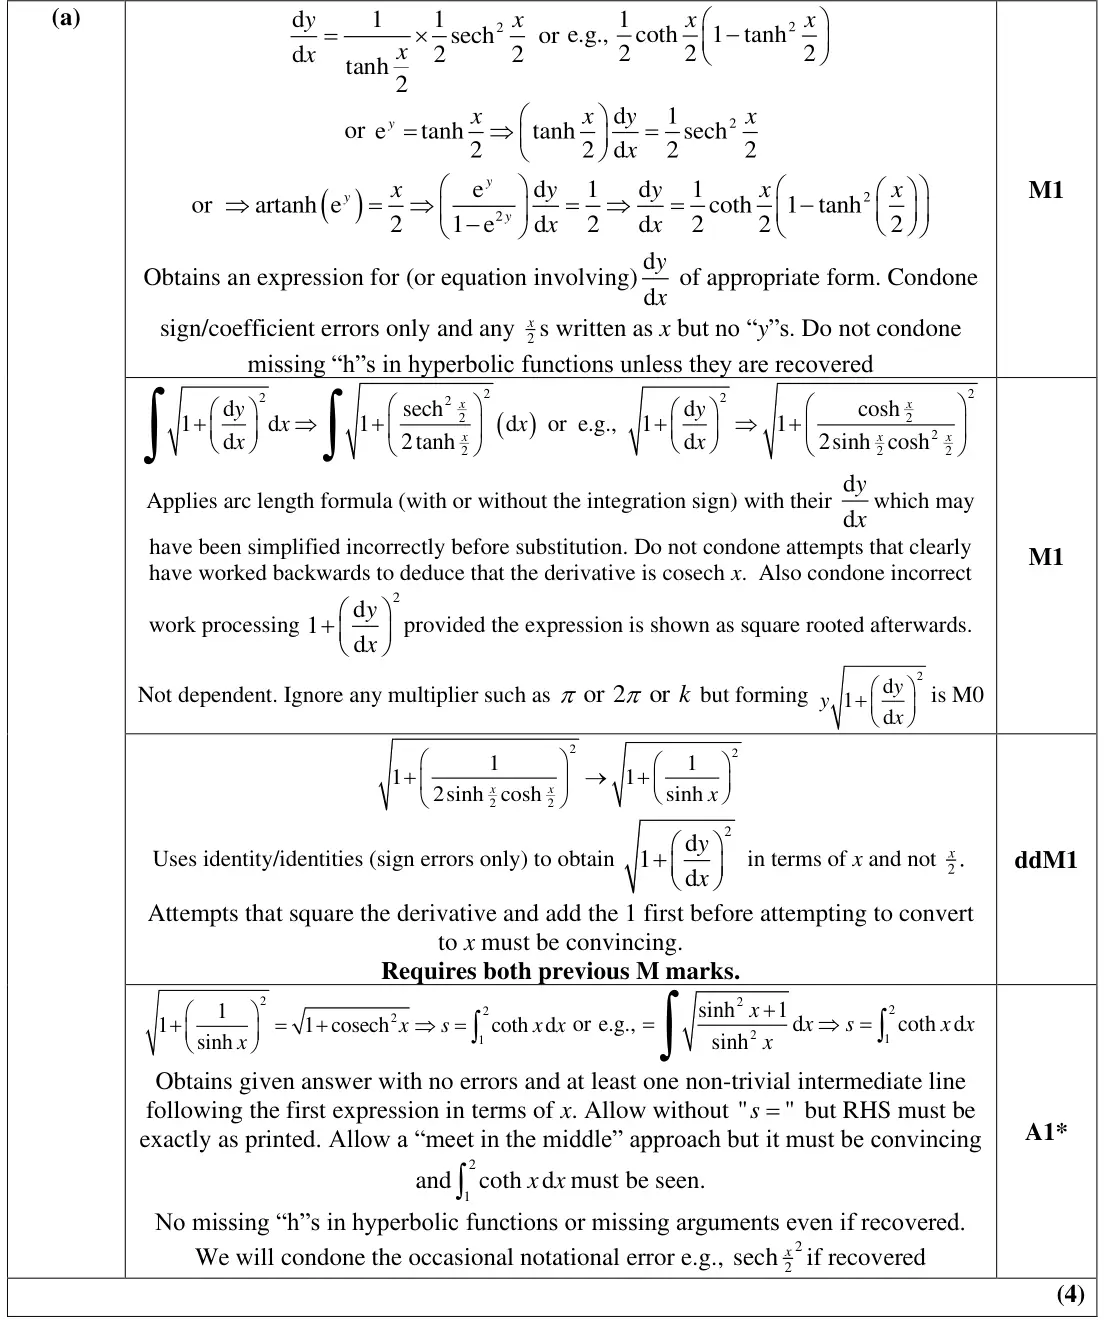 (a)
dy/dx = 1/(tanh x/2) × 1/2 sech² x/2 or e.g., 1/2 coth x/2 (1 − tanh² x/2)
or e^y = tanh x/2 ⇒ (tanh x/2) dy/dx = 1/2 sech² x/2
or ⇒ artanh(e^y) = x/2 ⇒ (e^y/(1 − e^(2y))) dy/dx = 1/2 ⇒ dy/dx = 1/2 coth x/2 (1 − tanh² (x/2))
M1
Obtains an expression for (or equation involving) dy/dx of appropriate form. Condone
sign/coefficient errors only and any x/2 s written as x but no “y”s. Do not condone
missing “h”s in hyperbolic functions unless they are recovered
∫ √(1 + (dy/dx)²) dx ⇒ ∫ √(1 + (sech² x/2 / 2 tanh x/2)²) (dx) or e.g., √(1 + (dy/dx)²) ⇒ √(1 + (cosh x/2 / 2 sinh x/2 cosh² x/2)²)
Applies arc length formula (with or without the integration sign) with their dy/dx which may
have been simplified incorrectly before substitution. Do not condone attempts that clearly
have worked backwards to deduce that the derivative is cosech x. Also condone incorrect
M1
work processing 1 + (dy/dx)² provided the expression is shown as square rooted afterwards.
Not dependent. Ignore any multiplier such as π or 2π or k but forming y√(1 + (dy/dx)²) is M0
√(1 + (1 / 2 sinh x/2 cosh x/2)²) → √(1 + (1 / sinh x)²)
Uses identity/identities (sign errors only) to obtain √(1 + (dy/dx)²) in terms of x and not x/2.
ddM1
Attempts that square the derivative and add the 1 first before attempting to convert
to x must be convincing.
Requires both previous M marks.
√(1 + (1 / sinh x)²) = √(1 + cosech² x) ⇒ s = ∫₁² coth x dx or e.g., = ∫ √((sinh² x + 1) / sinh² x) dx ⇒ s = ∫₁² coth x dx
Obtains given answer with no errors and at least one non-trivial intermediate line
following the first expression in terms of x. Allow without "s =" but RHS must be
exactly as printed. Allow a “meet in the middle” approach but it must be convincing
A1*
and ∫₁² coth x dx must be seen.
No missing “h”s in hyperbolic functions or missing arguments even if recovered.
We will condone the occasional notational error e.g., sech x/2 ² if recovered
(4)